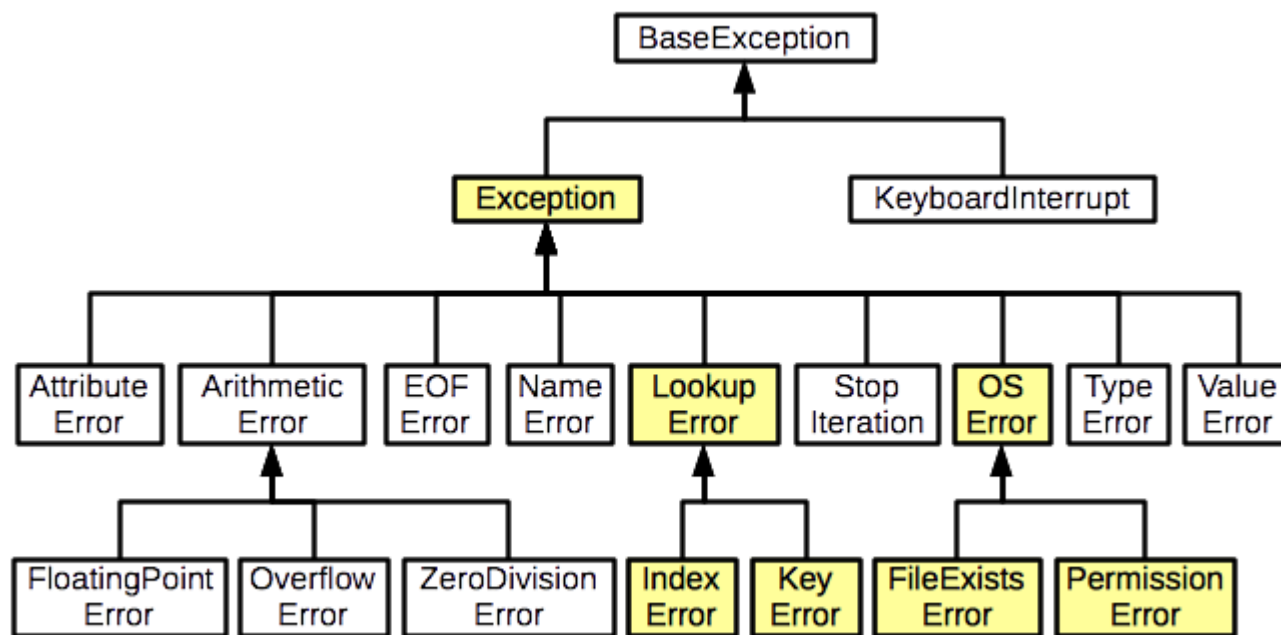 BaseException
Exception
KeyboardInterrupt
Attribute
Error
Arithmetic
Error
EOF
Error
Name
Error
Lookup
Error
Stop
Iteration
OS
Error
Type
Error
Value
Error
FloatingPoint
Error
Overflow
Error
ZeroDivision
Error
Index
Error
Key
Error
FileExists
Error
Permission
Error